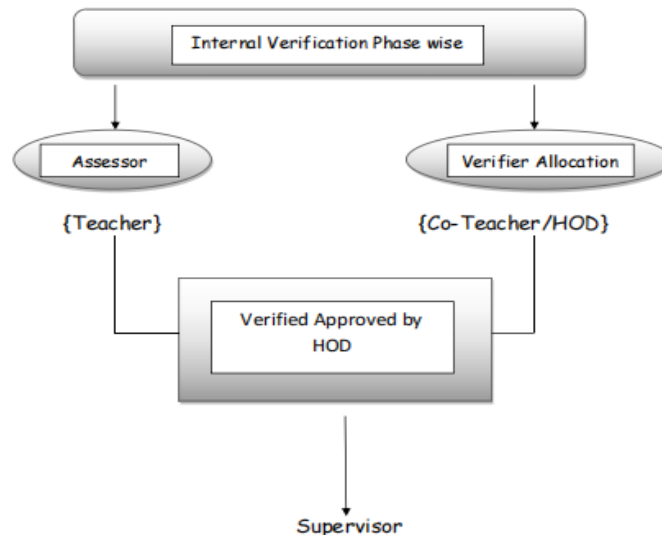 Internal Verification Phase wise
Assessor
Verifier Allocation
{Teacher}
{Co-Teacher/HOD}
Verified Approved by
HOD
Supervisor